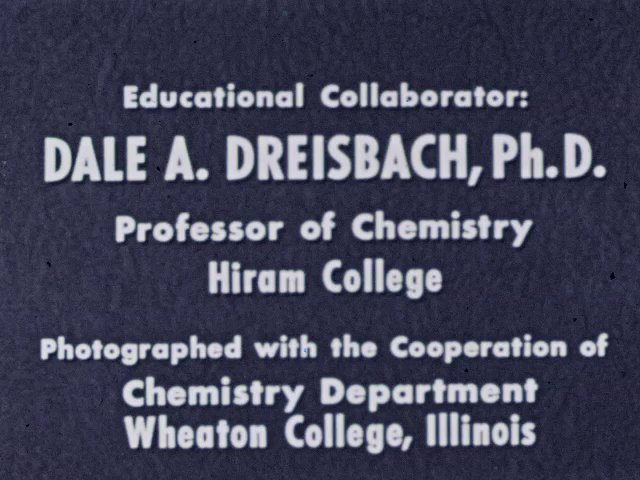 Educational Collaborator:
DALE A. DREISBACH, Ph.D.
Professor of Chemistry
Hiram College
Photographed with the Cooperation of
Chemistry Department
Wheaton College, Illinois